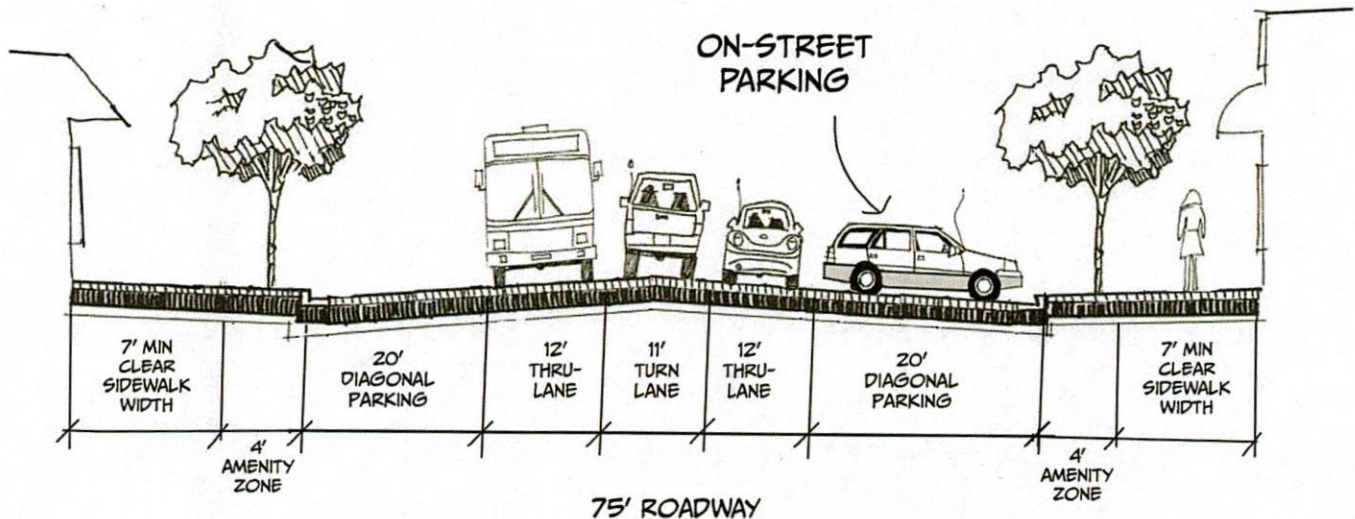 ON-STREET
PARKING
7' MIN
CLEAR
SIDEWALK
WIDTH
4'
AMENITY
ZONE
20'
DIAGONAL
PARKING
12'
THRU-
LANE
11'
TURN
LANE
12'
THRU-
LANE
20'
DIAGONAL
PARKING
4'
AMENITY
ZONE
7' MIN
CLEAR
SIDEWALK
WIDTH
75' ROADWAY